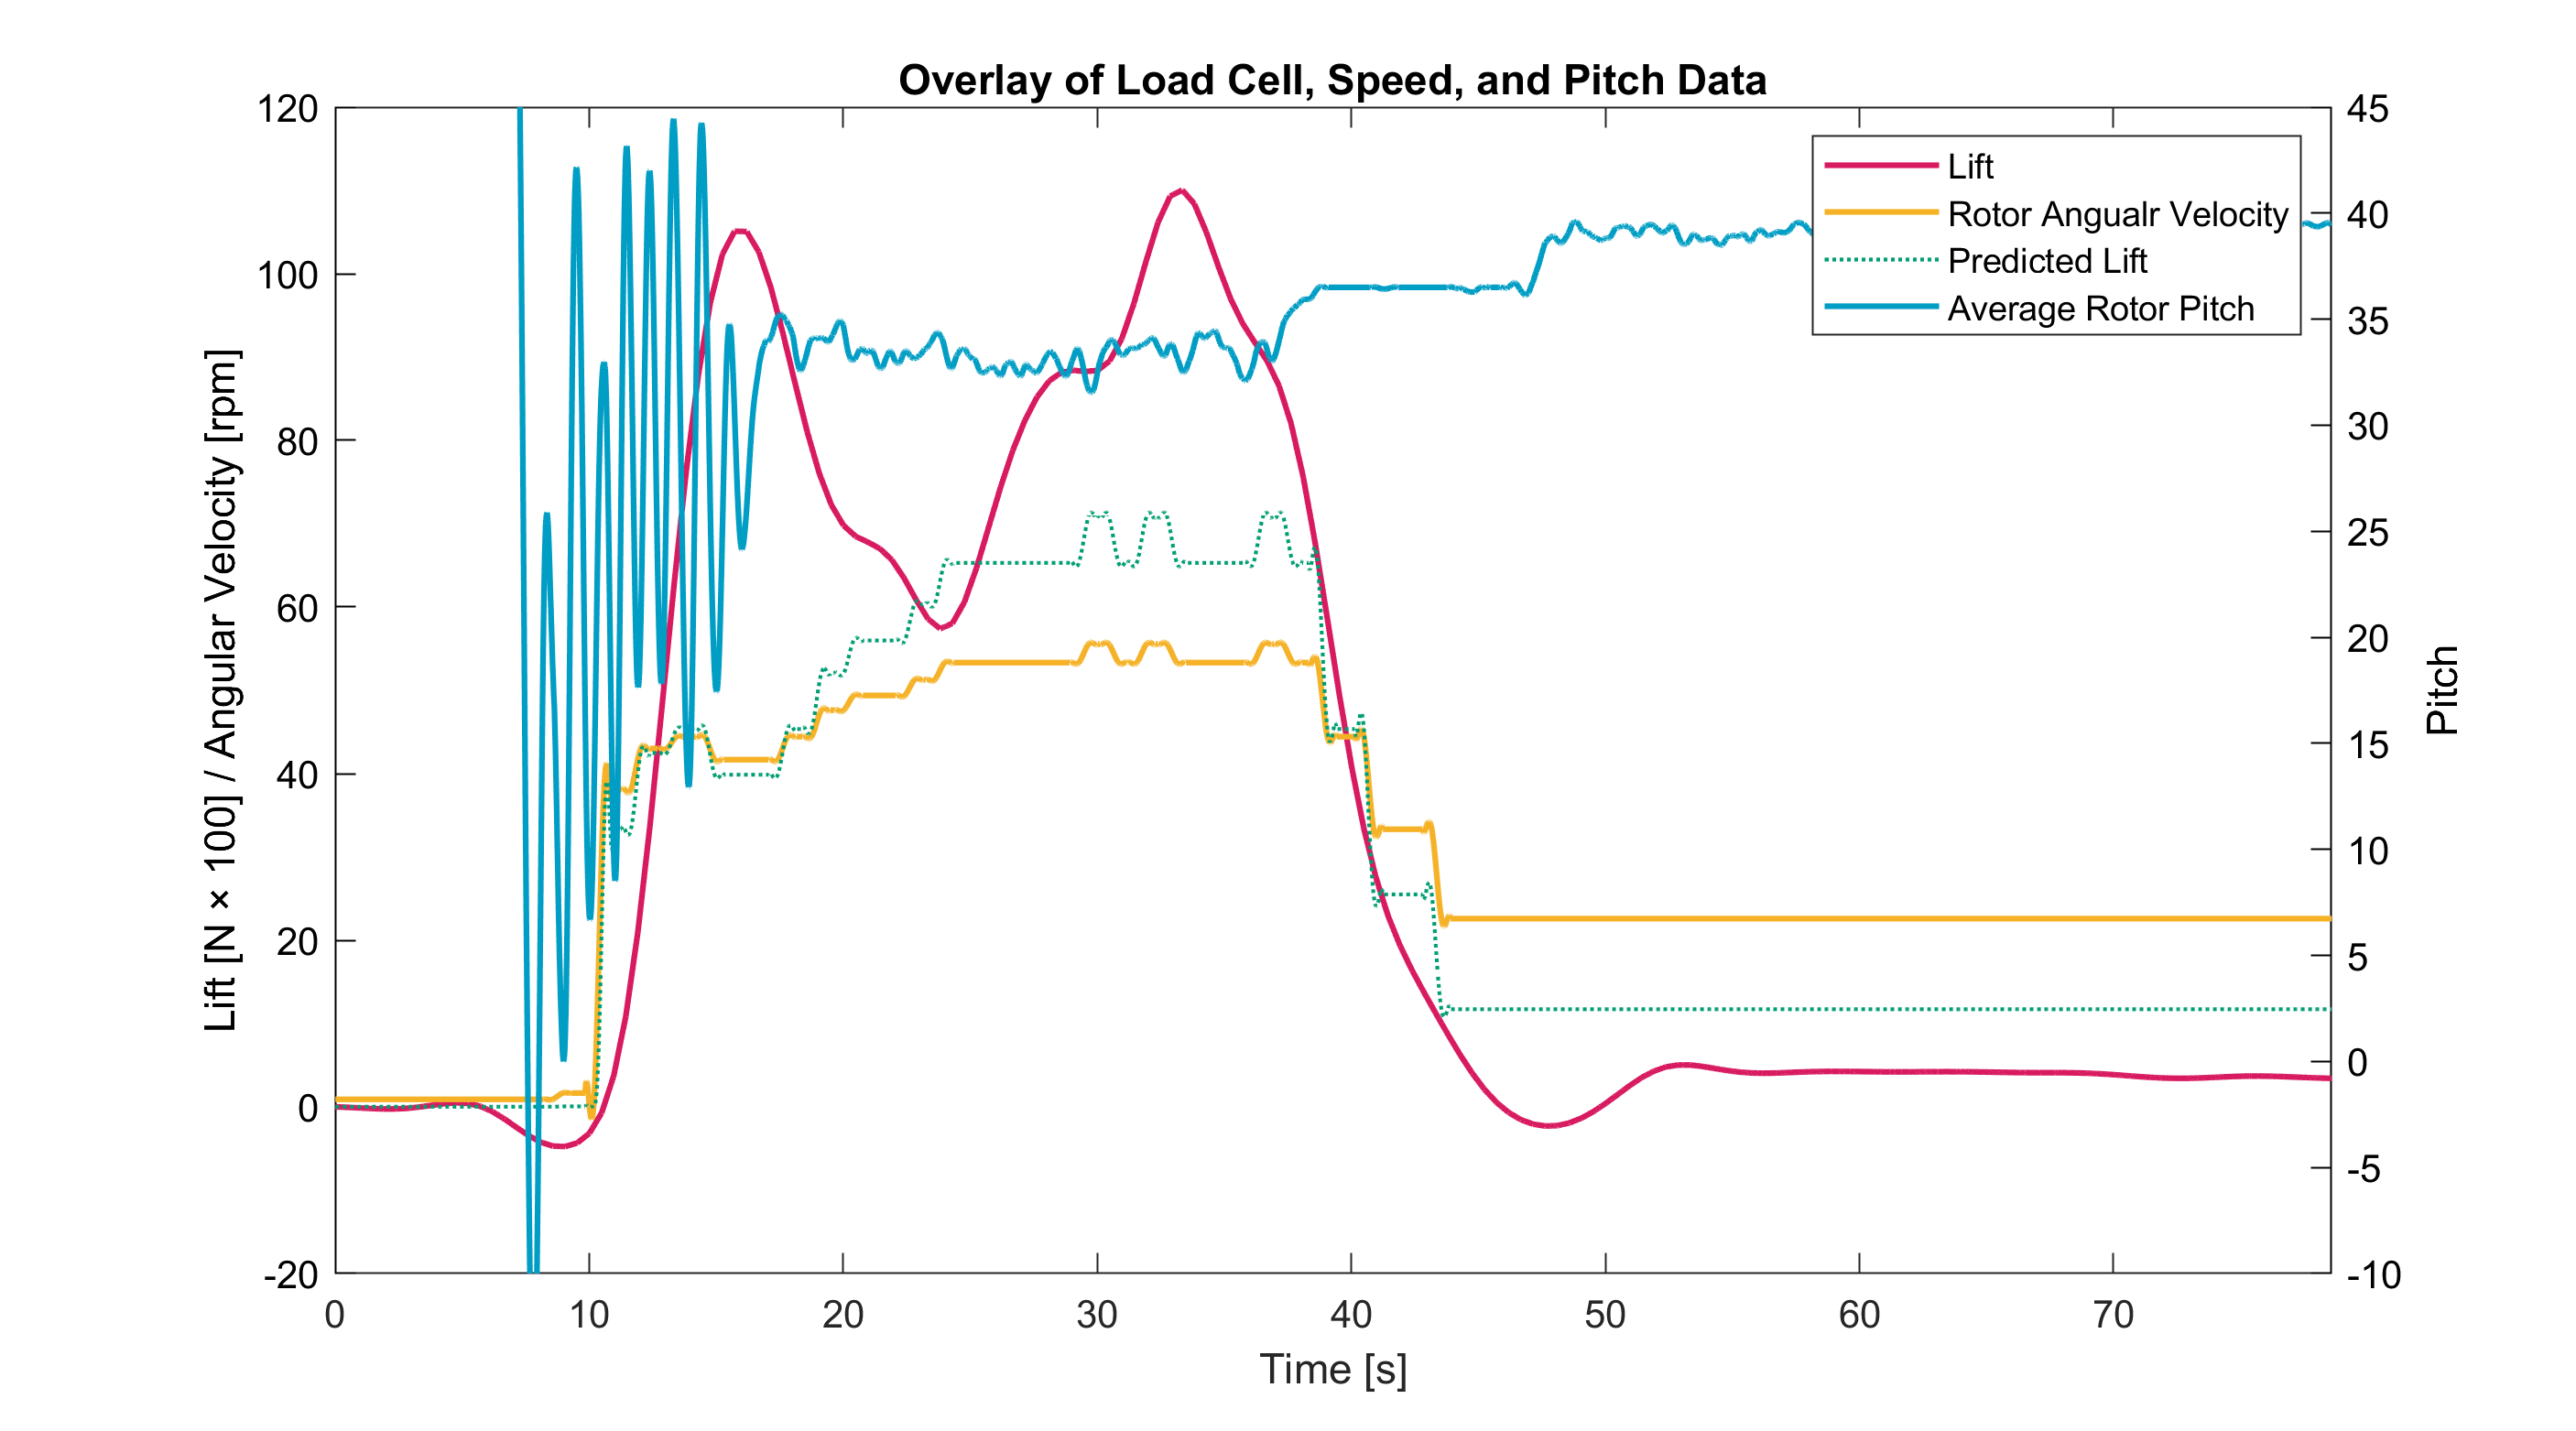 Overlay of Load Cell, Speed, and Pitch Data
120
100
80
60
40
20
0
-20
Lift [N × 100] / Angular Velocity [rpm]
45
40
35
30
25
20
15
10
5
0
-5
-10
Pitch
Lift
Rotor Angualr Velocity
Predicted Lift
Average Rotor Pitch
0 10 20 30 40 50 60 70
Time [s]